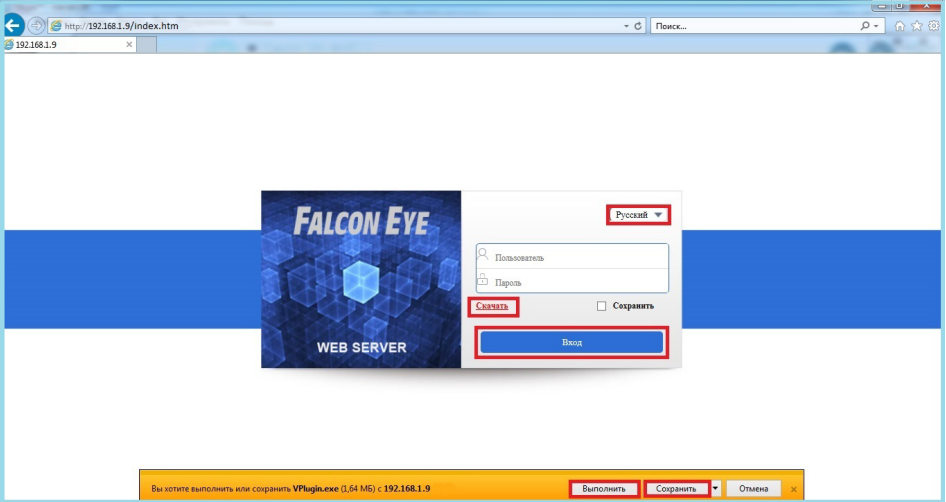 http://192.168.1.9/index.htm
Поиск...
192.168.1.9
FALCON EYE
WEB SERVER
Русский
Пользователь
Пароль
Скачать
Сохранить
Вход
Вы хотите выполнить или сохранить VPlugin.exe (1,64 МБ) с 192.168.1.9
Выполнить
Сохранить
Отмена